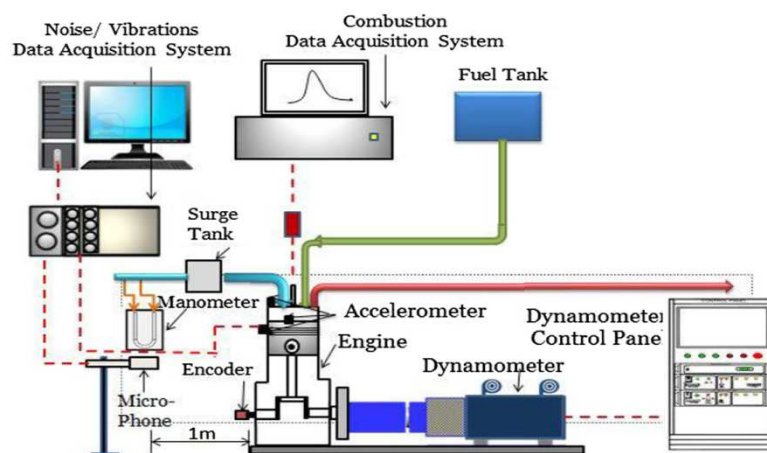 Noise/ Vibrations
Data Acquisition System
Combustion
Data Acquisition System
Fuel Tank
Surge
Tank
Manometer
Accelerometer
Engine
Dynamometer
Control Panel
Dynamometer
Encoder
Micro-
Phone
1m